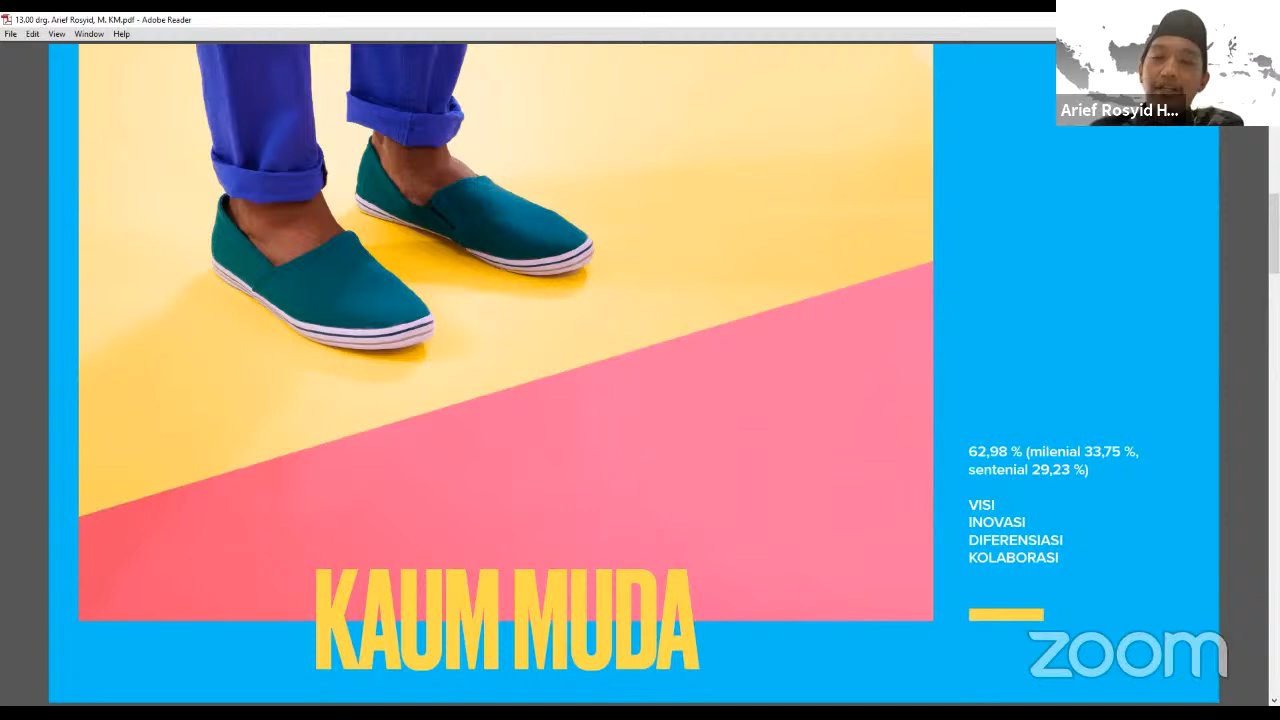 13.00 drg. Arief Rosyid, M. KM.pdf - Adobe Reader
File Edit View Window Help
Arief Rosyid H...
62,98 % (milenial 33,75 %,
sentenial 29,23 %)
VISI
INOVASI
DIFERENSIASI
KOLABORASI
KAUM MUDA
zoom